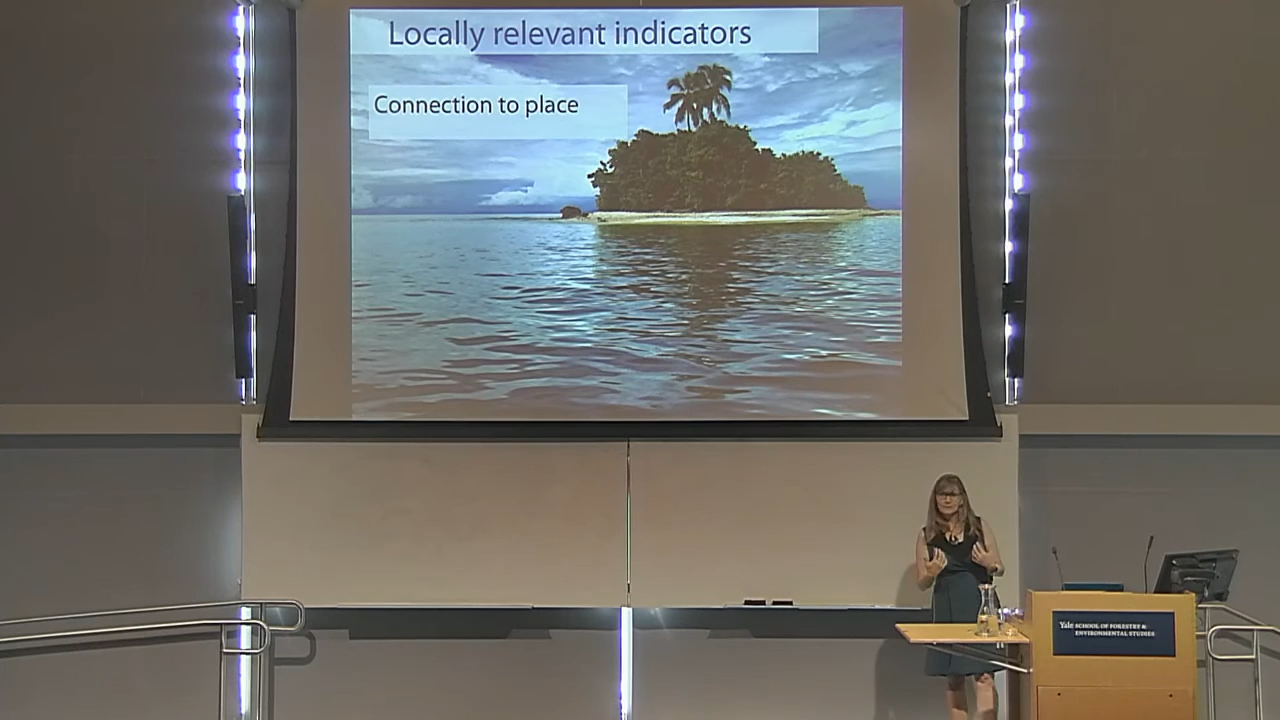 Locally relevant indicators
Connection to place
Yale SCHOOL OF FORESTRY &
ENVIRONMENTAL STUDIES